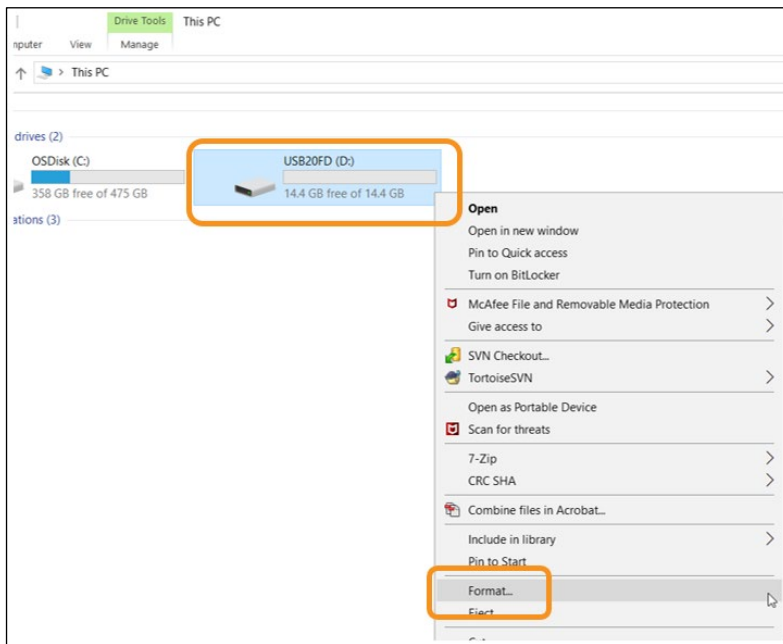 Drive Tools This PC
mputer View Manage
This PC
drives (2)
OSDisk (C:)
358 GB free of 475 GB
USB20FD (D:)
14.4 GB free of 14.4 GB
ations (3)
Open
Open in new window
Pin to Quick access
Turn on BitLocker
McAfee File and Removable Media Protection
Give access to
SVN Checkout...
TortoiseSVN
Open as Portable Device
Scan for threats
7-Zip
CRC SHA
Combine files in Acrobat...
Include in library
Pin to Start
Format...
Eject